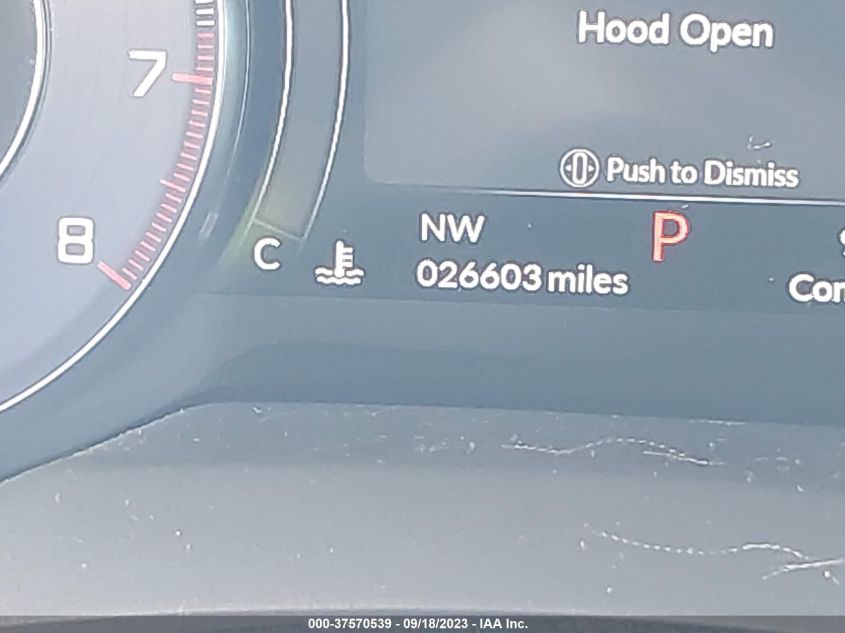 Hood Open
7
Push to Dismiss
8
C
NW
P
026603 miles
000-37570539 - 09/18/2023 - IAA Inc.